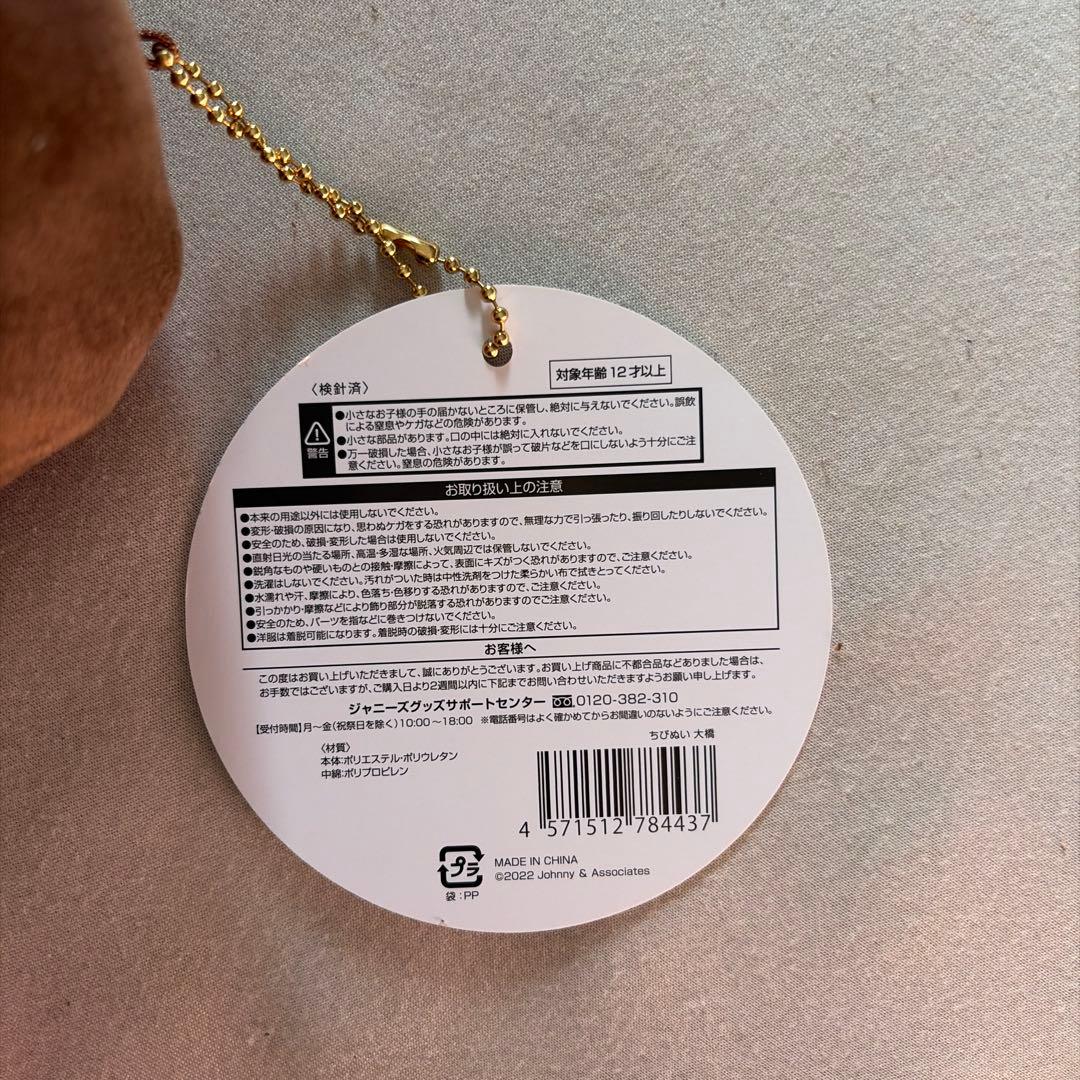 〈検針済〉
対象年齢12才以上
警告
●小さなお子様の手の届かないところに保管し、絶対に与えないでください。誤飲
による窒息やケガなどの危険があります。
●小さな部品があります。口の中には絶対に入れないでください。
●万一破損した場合、小さなお子様が誤って破片などを口にしないよう十分にご注
意ください。窒息の危険があります。
お取り扱い上の注意
●本来の用途以外には使用しないでください。
●変形・破損の原因になり、思わぬケガをする恐れがありますので、無理な力で引っ張ったり、振り回したりしないでください。
●安全のため、破損・変形した場合は使用しないでください。
●直射日光の当たる場所、高温・多湿な場所、火気周辺では保管しないでください。
●鋭角なものや硬いものとの接触・摩擦によって、表面にキズがつく恐れがありますので、ご注意ください。
●洗濯はしないでください。汚れがついた時は中性洗剤をつけた柔らかい布で拭きとってください。
●水濡れや汗、摩擦により、色落ち・色移りする恐れがありますので、ご注意ください。
●引っかかり・摩擦などにより飾り部分が脱落する恐れがありますのでご注意ください。
●安全のため、パーツを指などに巻きつけないでください。
●洋服は着脱可能になります。着脱時の破損・変形には十分にご注意ください。
お客様へ
この度はお買い上げいただきまして、誠にありがとうございます。お買い上げ商品に不都合品などありました場合は、
お手数ではございますが、ご購入日より2週間以内に下記までお問い合わせいただきますようお願い申し上げます。
ジャニーズグッズサポートセンター 0120-382-310
【受付時間】月～金(祝祭日を除く)10:00～18:00 ※電話番号はよく確かめてからお間違いのないようにご注意ください。
〈材質〉
本体:ポリエステル・ポリウレタン
中綿:ポリプロピレン
ちびぬい 大橋
4 571512 784437
プラ
袋:PP
MADE IN CHINA
©2022 Johnny & Associates